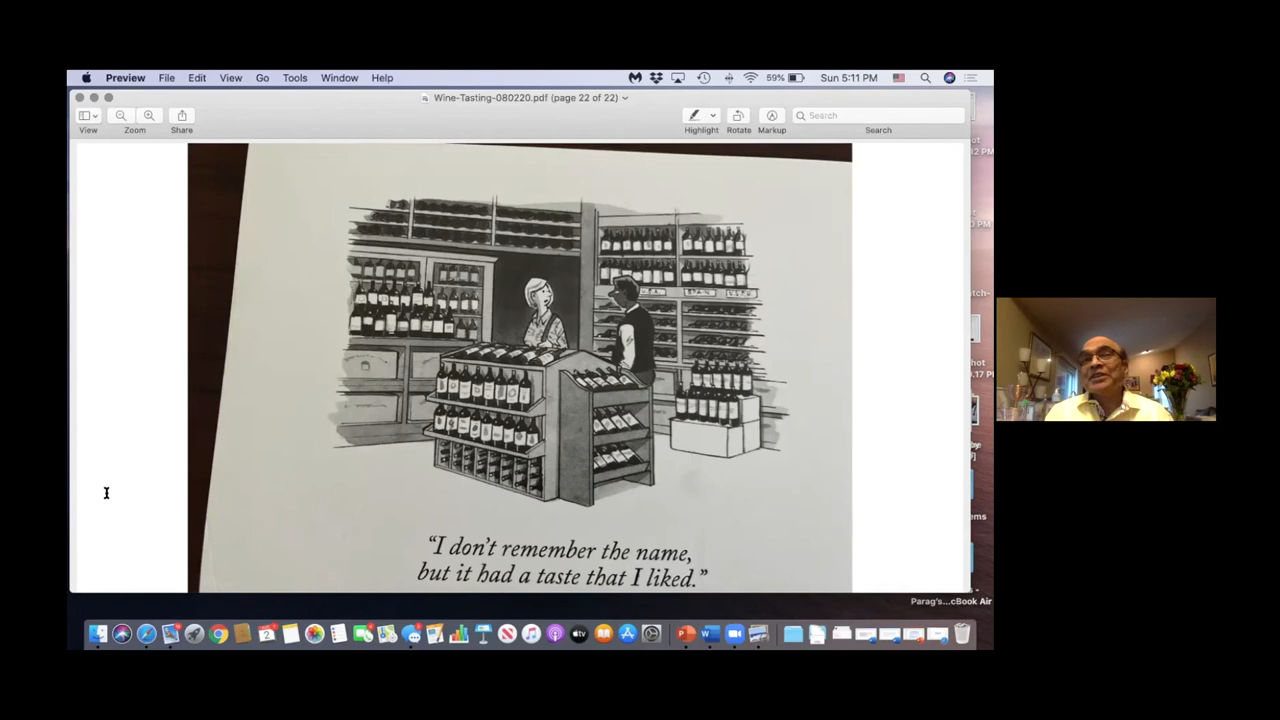 Preview File Edit View Go Tools Window Help
59% Sun 5:11 PM
Wine-Tasting-080220.pdf (page 22 of 22)
View Zoom Share Highlight Rotate Markup Search
Search
SPAIN
“I don’t remember the name,
but it had a taste that I liked.”
Parag's...cBook Air